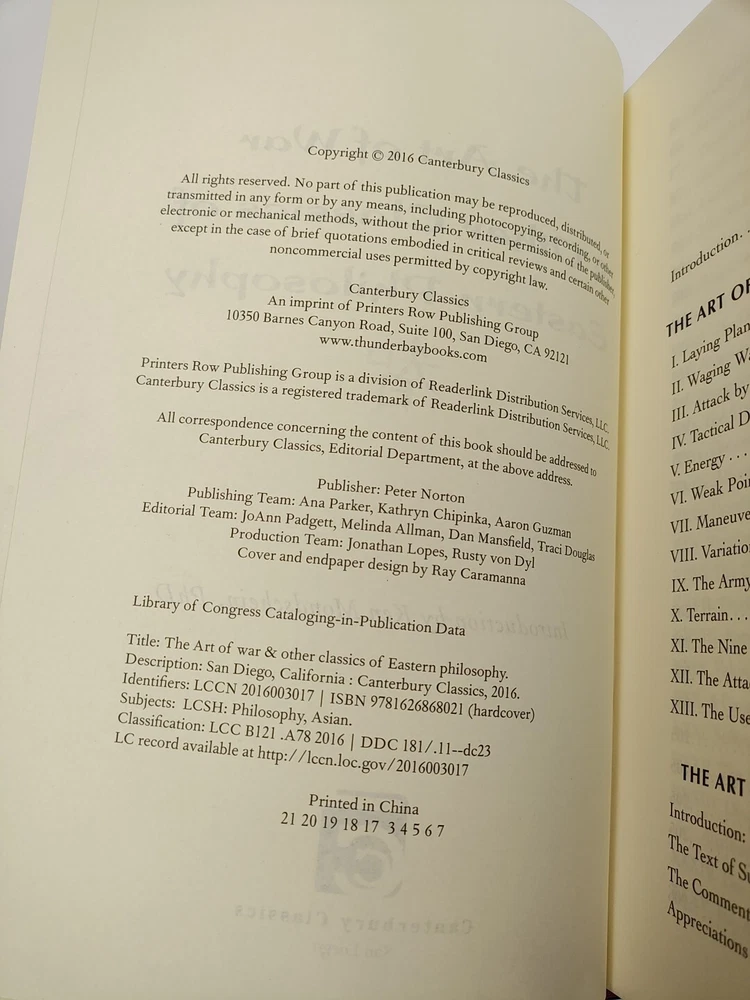 Copyright © 2016 Canterbury Classics
All rights reserved. No part of this publication may be reproduced, distributed, or
transmitted in any form or by any means, including photocopying, recording, or other
electronic or mechanical methods, without the prior written permission of the publisher,
except in the case of brief quotations embodied in critical reviews and certain other
noncommercial uses permitted by copyright law.
Canterbury Classics
An imprint of Printers Row Publishing Group
10350 Barnes Canyon Road, Suite 100, San Diego, CA 92121
www.thunderbaybooks.com
Printers Row Publishing Group is a division of Readerlink Distribution Services, LLC.
Canterbury Classics is a registered trademark of Readerlink Distribution Services, LLC.
All correspondence concerning the content of this book should be addressed to
Canterbury Classics, Editorial Department, at the above address.
Publisher: Peter Norton
Publishing Team: Ana Parker, Kathryn Chipinka, Aaron Guzman
Editorial Team: JoAnn Padgett, Melinda Allman, Dan Mansfield, Traci Douglas
Production Team: Jonathan Lopes, Rusty von Dyl
Cover and endpaper design by Ray Caramanna
Library of Congress Cataloging-in-Publication Data
Title: The Art of war & other classics of Eastern philosophy.
Description: San Diego, California : Canterbury Classics, 2016.
Identifiers: LCCN 2016003017 | ISBN 9781626868021 (hardcover)
Subjects: LCSH: Philosophy, Asian.
Classification: LCC B121 .A78 2016 | DDC 181/.11--dc23
LC record available at http://lccn.loc.gov/2016003017
Printed in China
21 20 19 18 17 3 4 5 6 7
Introduction. .
THE ART OF
I. Laying Plan
II. Waging Wa
III. Attack by
IV. Tactical D
V. Energy . . .
VI. Weak Poi
VII. Maneuve
VIII. Variatio
IX. The Army
X. Terrain. . .
XI. The Nine
XII. The Atta
XIII. The Use
THE ART
Introduction:
The Text of Su
The Comment
Appreciations